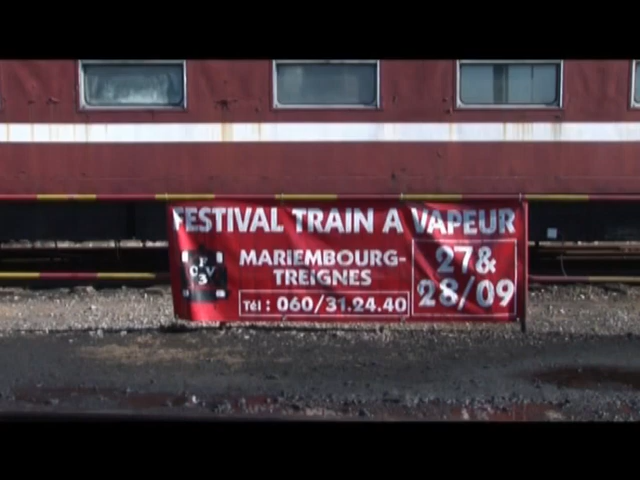 FESTIVAL TRAIN A VAPEUR
MARIEMBOURG-
TREIGNES
Tél : 060/31.24.40
27&
28/09